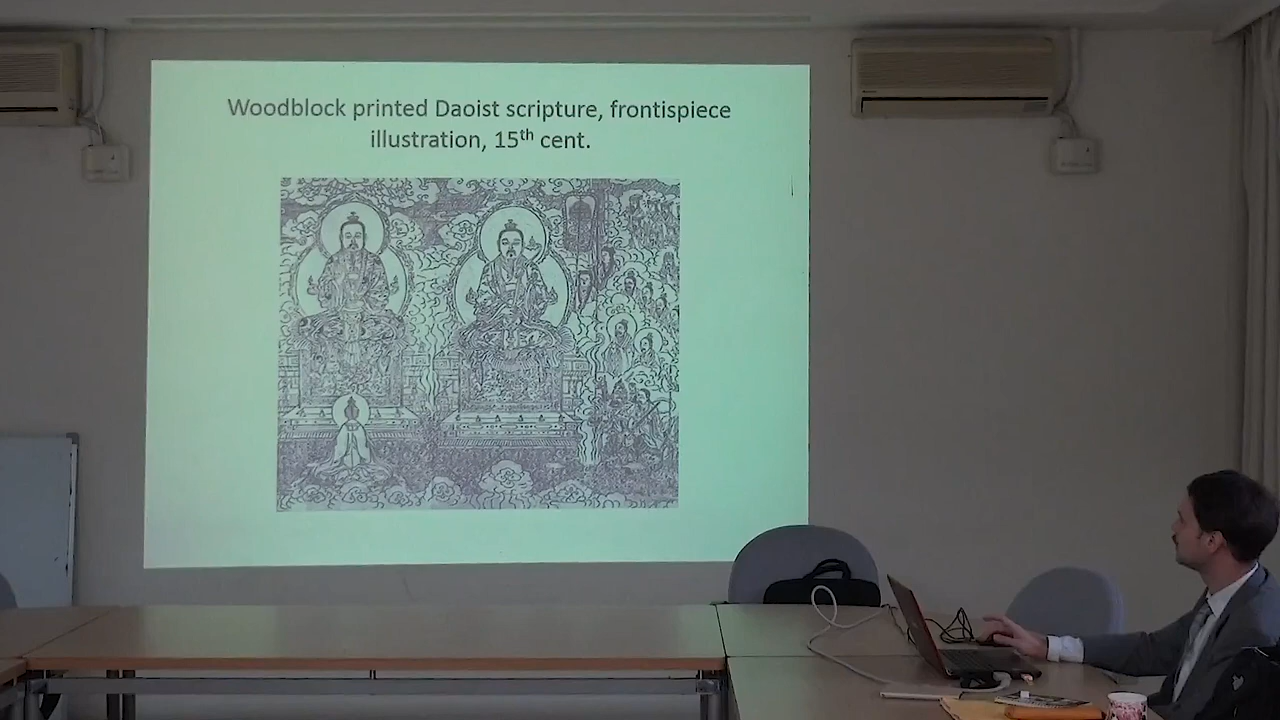 Woodblock printed Daoist scripture, frontispiece
illustration, 15th cent.